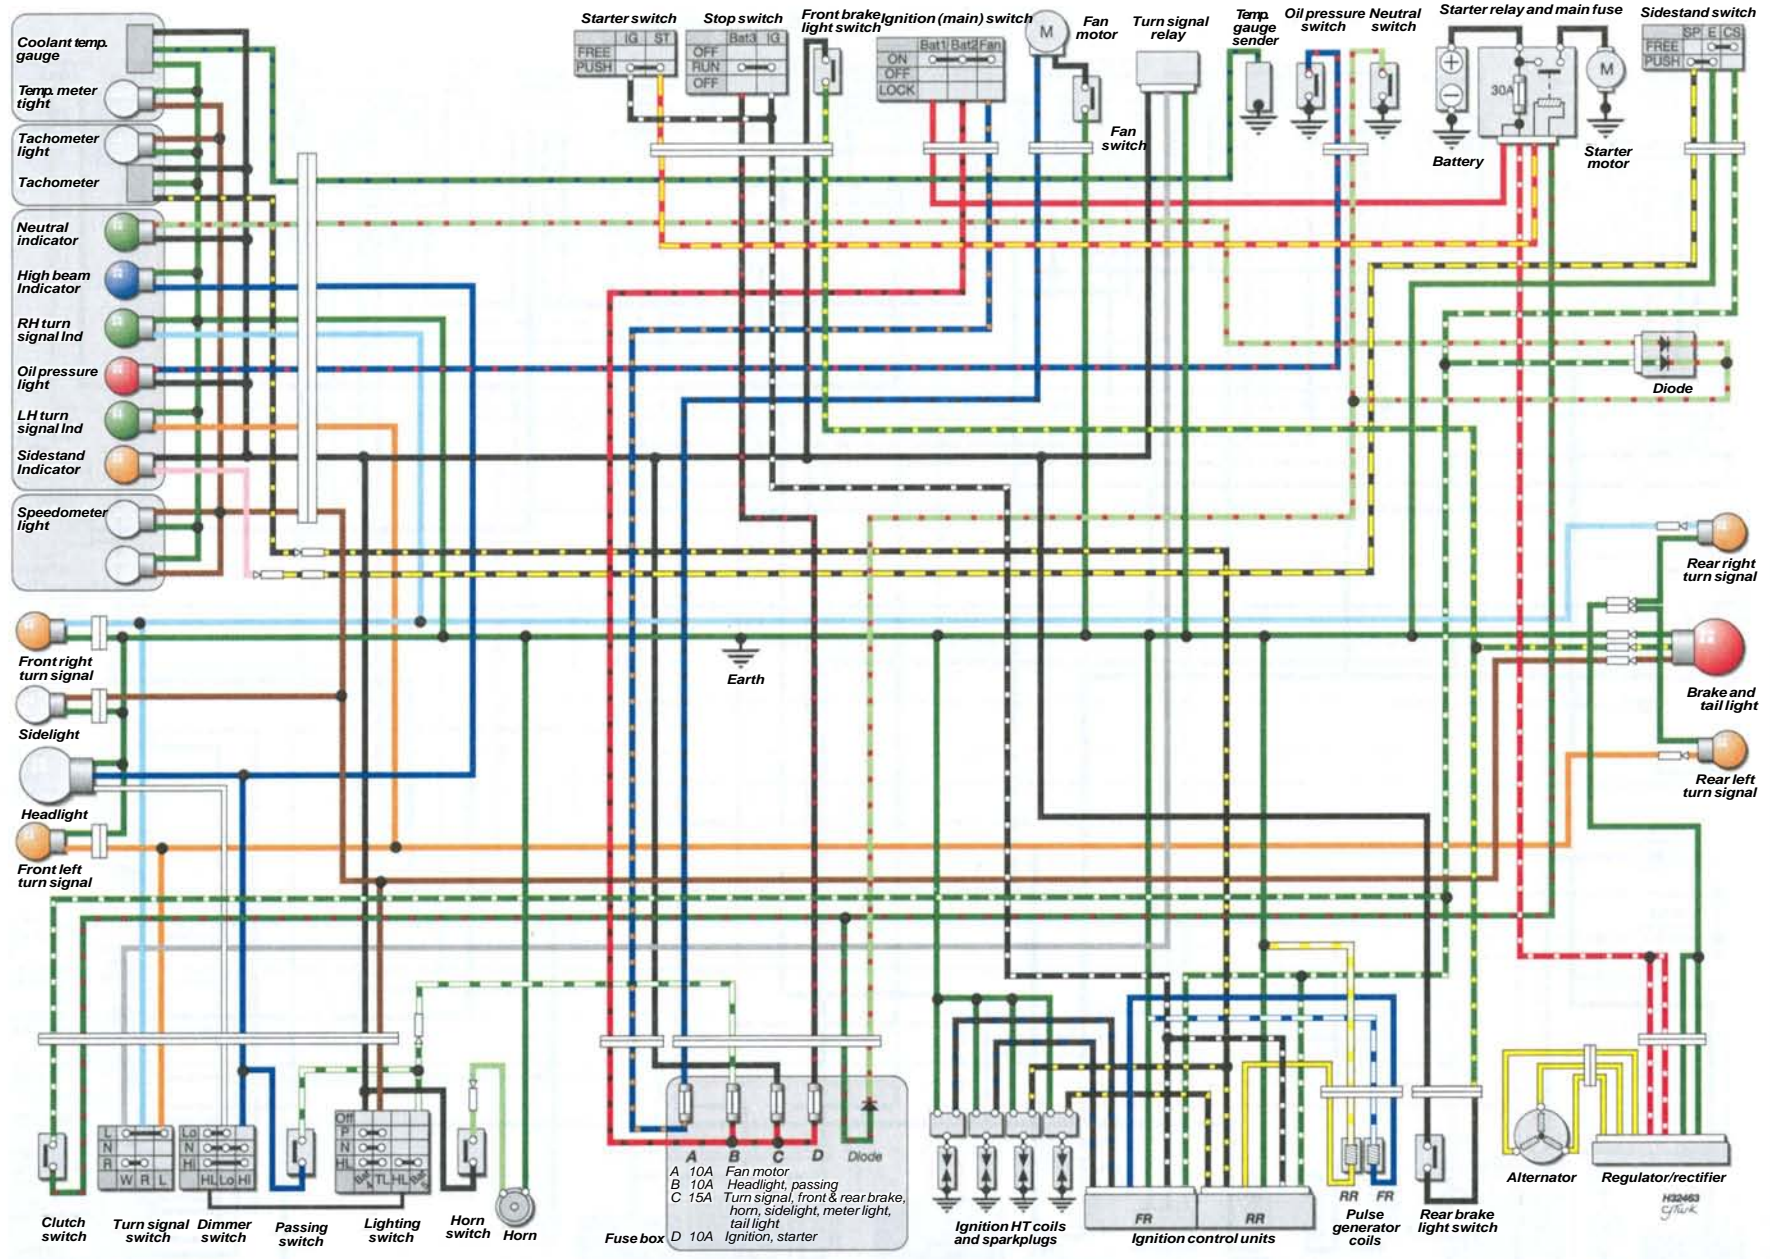 Starter switch
IG ST
FREE
PUSH
Stop switch
Bat3 IG
OFF
RUN
OFF
Front brake
light switch
Ignition (main) switch
Bat1 Bat2 Fan
ON
OFF
LOCK
M
Fan
motor
Fan
switch
Turn signal
relay
Temp.
gauge
sender
Oil pressure
switch
Neutral
switch
Starter relay and main fuse
30A
M
Battery
Starter
motor
Sidestand switch
SP E CS
FREE
PUSH
Coolant temp.
gauge
Temp. meter
tight
Tachometer
light
Tachometer
Neutral
indicator
High beam
Indicator
RH turn
signal Ind
Oil pressure
light
LH turn
signal Ind
Sidestand
Indicator
Speedometer
light
Diode
Rear right
turn signal
Brake and
tail light
Rear left
turn signal
Front right
turn signal
Sidelight
Headlight
Front left
turn signal
Earth
Clutch
switch
L
N
R
W R L
Turn signal
switch
Lo
N
Hi
HL Lo Hi
Dimmer
switch
Passing
switch
Off
P
N
HL
TL HL
Lighting
switch
Horn
switch
Horn
A B C D Diode
A 10A Fan motor
B 10A Headlight, passing
C 15A Turn signal, front & rear brake,
horn, sidelight, meter light,
tail light
D 10A Ignition, starter
Fuse box
Ignition HT coils
and sparkplugs
FR RR
Ignition control units
RR FR
Pulse
generator
coils
Rear brake
light switch
Alternator
Regulator/rectifier
H32463